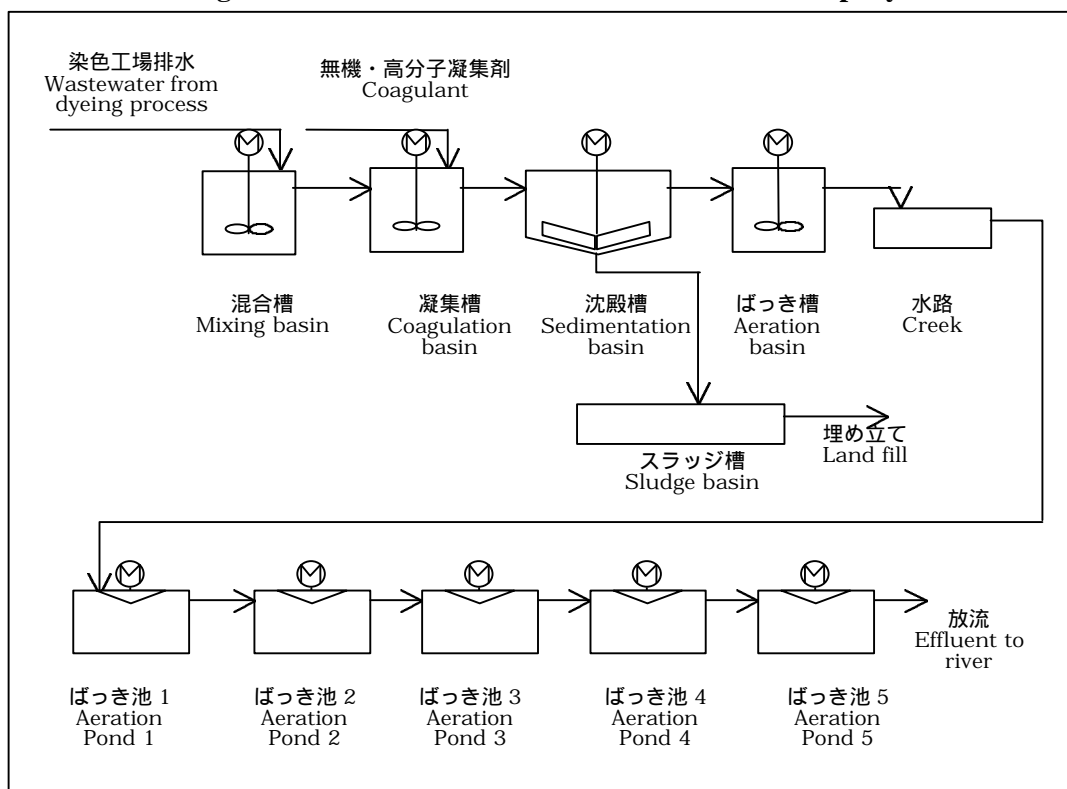 染色工場排水
Wastewater from
dyeing process
無機・高分子凝集剤
Coagulant
M
M
M
M
混合槽
Mixing basin
凝集槽
Coagulation
basin
沈殿槽
Sedimentation
basin
ばっき槽
Aeration
basin
水路
Creek
スラッジ槽
Sludge basin
埋め立て
Land fill
M
M
M
M
M
ばっき池 1
Aeration
Pond 1
ばっき池 2
Aeration
Pond 2
ばっき池 3
Aeration
Pond 3
ばっき池 4
Aeration
Pond 4
ばっき池 5
Aeration
Pond 5
放流
Effluent to
river